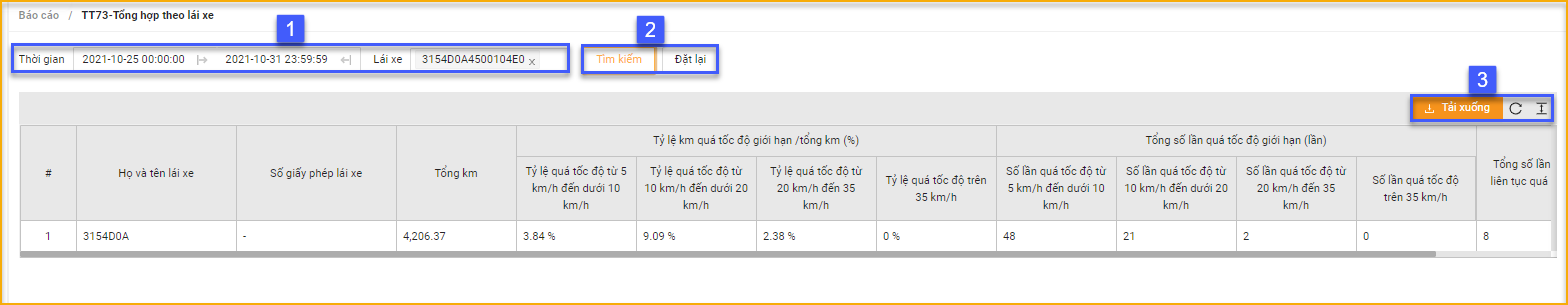 Báo cáo / TT73-Tổng hợp theo lái xe
1
2
Thời gian 2021-10-25 00:00:00 2021-10-31 23:59:59 Lái xe 3154D0A4500104E0 x Tìm kiếm Đặt lại
3
Tải xuống
Tỷ lệ km quá tốc độ giới hạn /tổng km (%) Tổng số lần quá tốc độ giới hạn (lần)
# Họ và tên lái xe Số giấy phép lái xe Tổng km
Tỷ lệ quá tốc độ từ 5
km/h đến dưới 10
km/h
Tỷ lệ quá tốc độ từ
10 km/h đến dưới 20
km/h
Tỷ lệ quá tốc độ từ
20 km/h đến 35
km/h
Tỷ lệ quá tốc độ trên
35 km/h
Số lần quá tốc độ từ
5 km/h đến dưới 10
km/h
Số lần quá tốc độ từ
10 km/h đến dưới 20
km/h
Số lần quá tốc độ từ
20 km/h đến 35
km/h
Số lần quá tốc độ
trên 35 km/h
Tổng số lần
liên tục quá
1 3154D0A - 4,206.37 3.84 % 9.09 % 2.38 % 0 % 48 21 2 0 8